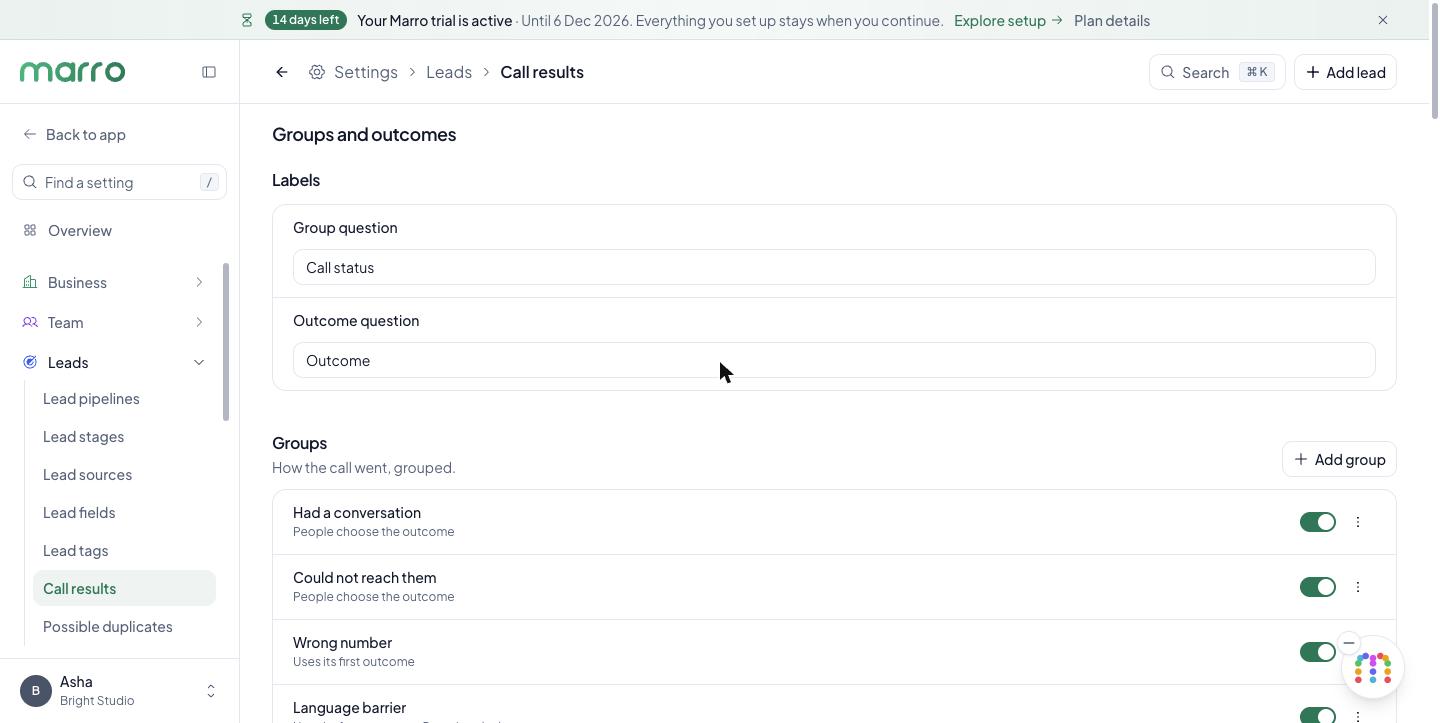 14 days left Your Marro trial is active · Until 6 Dec 2026. Everything you set up stays when you continue. Explore setup → Plan details
marro
Settings > Leads > Call results
Search ⌘ K
Add lead
Back to app
Find a setting /
Overview
Business
Team
Leads
Lead pipelines
Lead stages
Lead sources
Lead fields
Lead tags
Call results
Possible duplicates
B
Asha
Bright Studio
Groups and outcomes
Labels
Group question
Call status
Outcome question
Outcome
Groups
How the call went, grouped.
Add group
Had a conversation
People choose the outcome
Could not reach them
People choose the outcome
Wrong number
Uses its first outcome
Language barrier